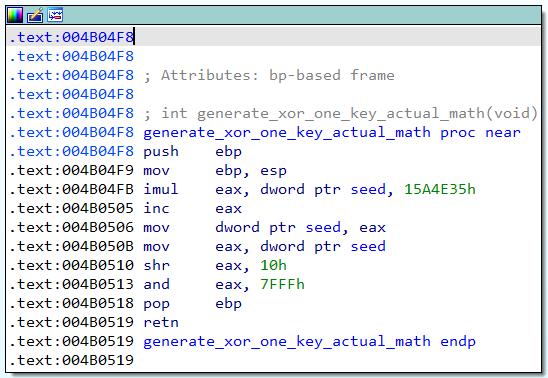 .text:004B04F8
.text:004B04F8
.text:004B04F8 ; Attributes: bp-based frame
.text:004B04F8
.text:004B04F8 ; int generate_xor_one_key_actual_math(void)
.text:004B04F8 generate_xor_one_key_actual_math proc near
.text:004B04F8 push    ebp
.text:004B04F9 mov     ebp, esp
.text:004B04FB imul    eax, dword ptr seed, 15A4E35h
.text:004B0505 inc     eax
.text:004B0506 mov     dword ptr seed, eax
.text:004B050B mov     eax, dword ptr seed
.text:004B0510 shr     eax, 10h
.text:004B0513 and     eax, 7FFFh
.text:004B0518 pop     ebp
.text:004B0519 retn
.text:004B0519 generate_xor_one_key_actual_math endp
.text:004B0519